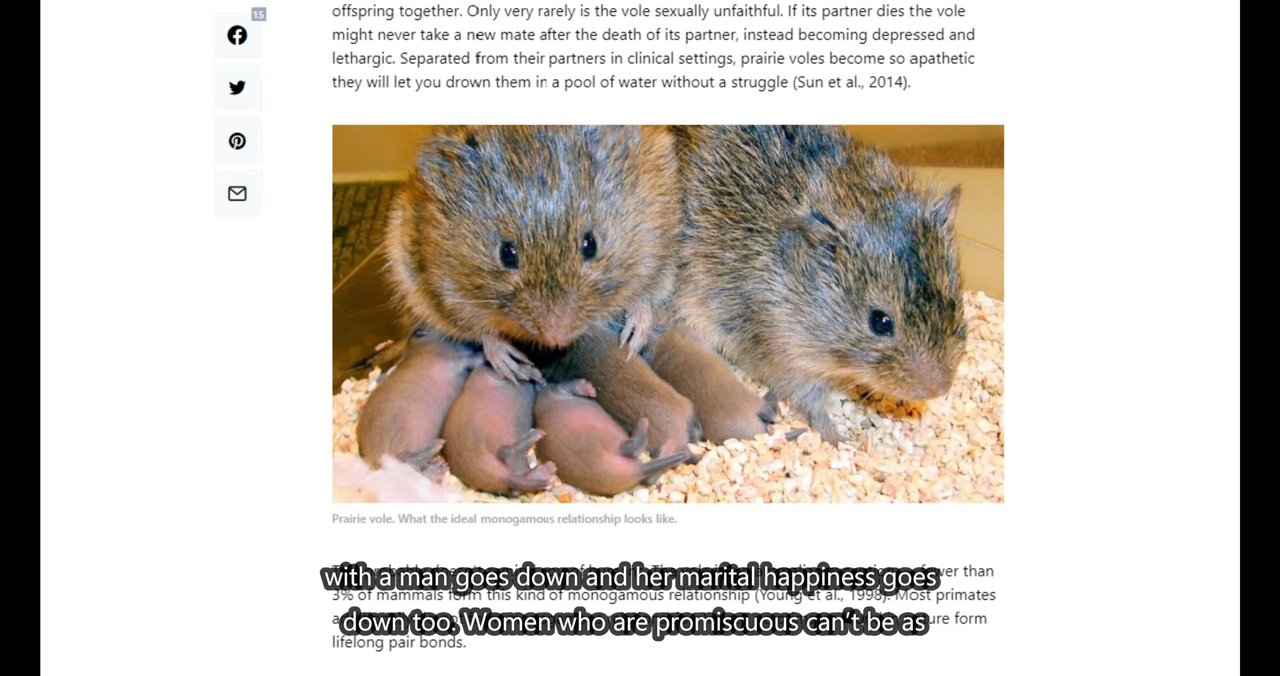 15
offspring together. Only very rarely is the vole sexually unfaithful. If its partner dies the vole
might never take a new mate after the death of its partner, instead becoming depressed and
lethargic. Separated from their partners in clinical settings, prairie voles become so apathetic
they will let you drown them in a pool of water without a struggle (Sun et al., 2014).
Prairie vole. What the ideal monogamous relationship looks like.
fewer than
with a man goes down and her marital happiness goes
3% of mammals form this kind of monogamous relationship (Young et al., 1998). Most primates
down too. Women who are promiscuous can't be as
form
lifelong pair bonds.